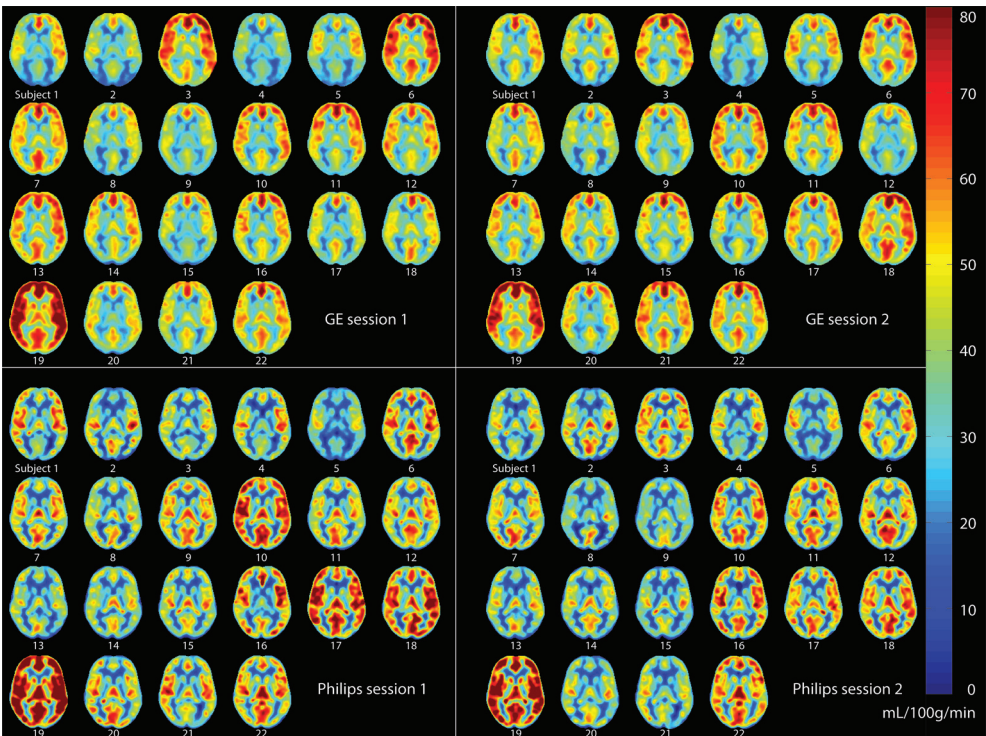 Subject 1 2 3 4 5 6
7 8 9 10 11 12
13 14 15 16 17 18
19 20 21 22
GE session 1
Subject 1 2 3 4 5 6
7 8 9 10 11 12
13 14 15 16 17 18
19 20 21 22
GE session 2
Subject 1 2 3 4 5 6
7 8 9 10 11 12
13 14 15 16 17 18
19 20 21 22
Philips session 1
Subject 1 2 3 4 5 6
7 8 9 10 11 12
13 14 15 16 17 18
19 20 21 22
Philips session 2
80
70
60
50
40
30
20
10
0
mL/100g/min